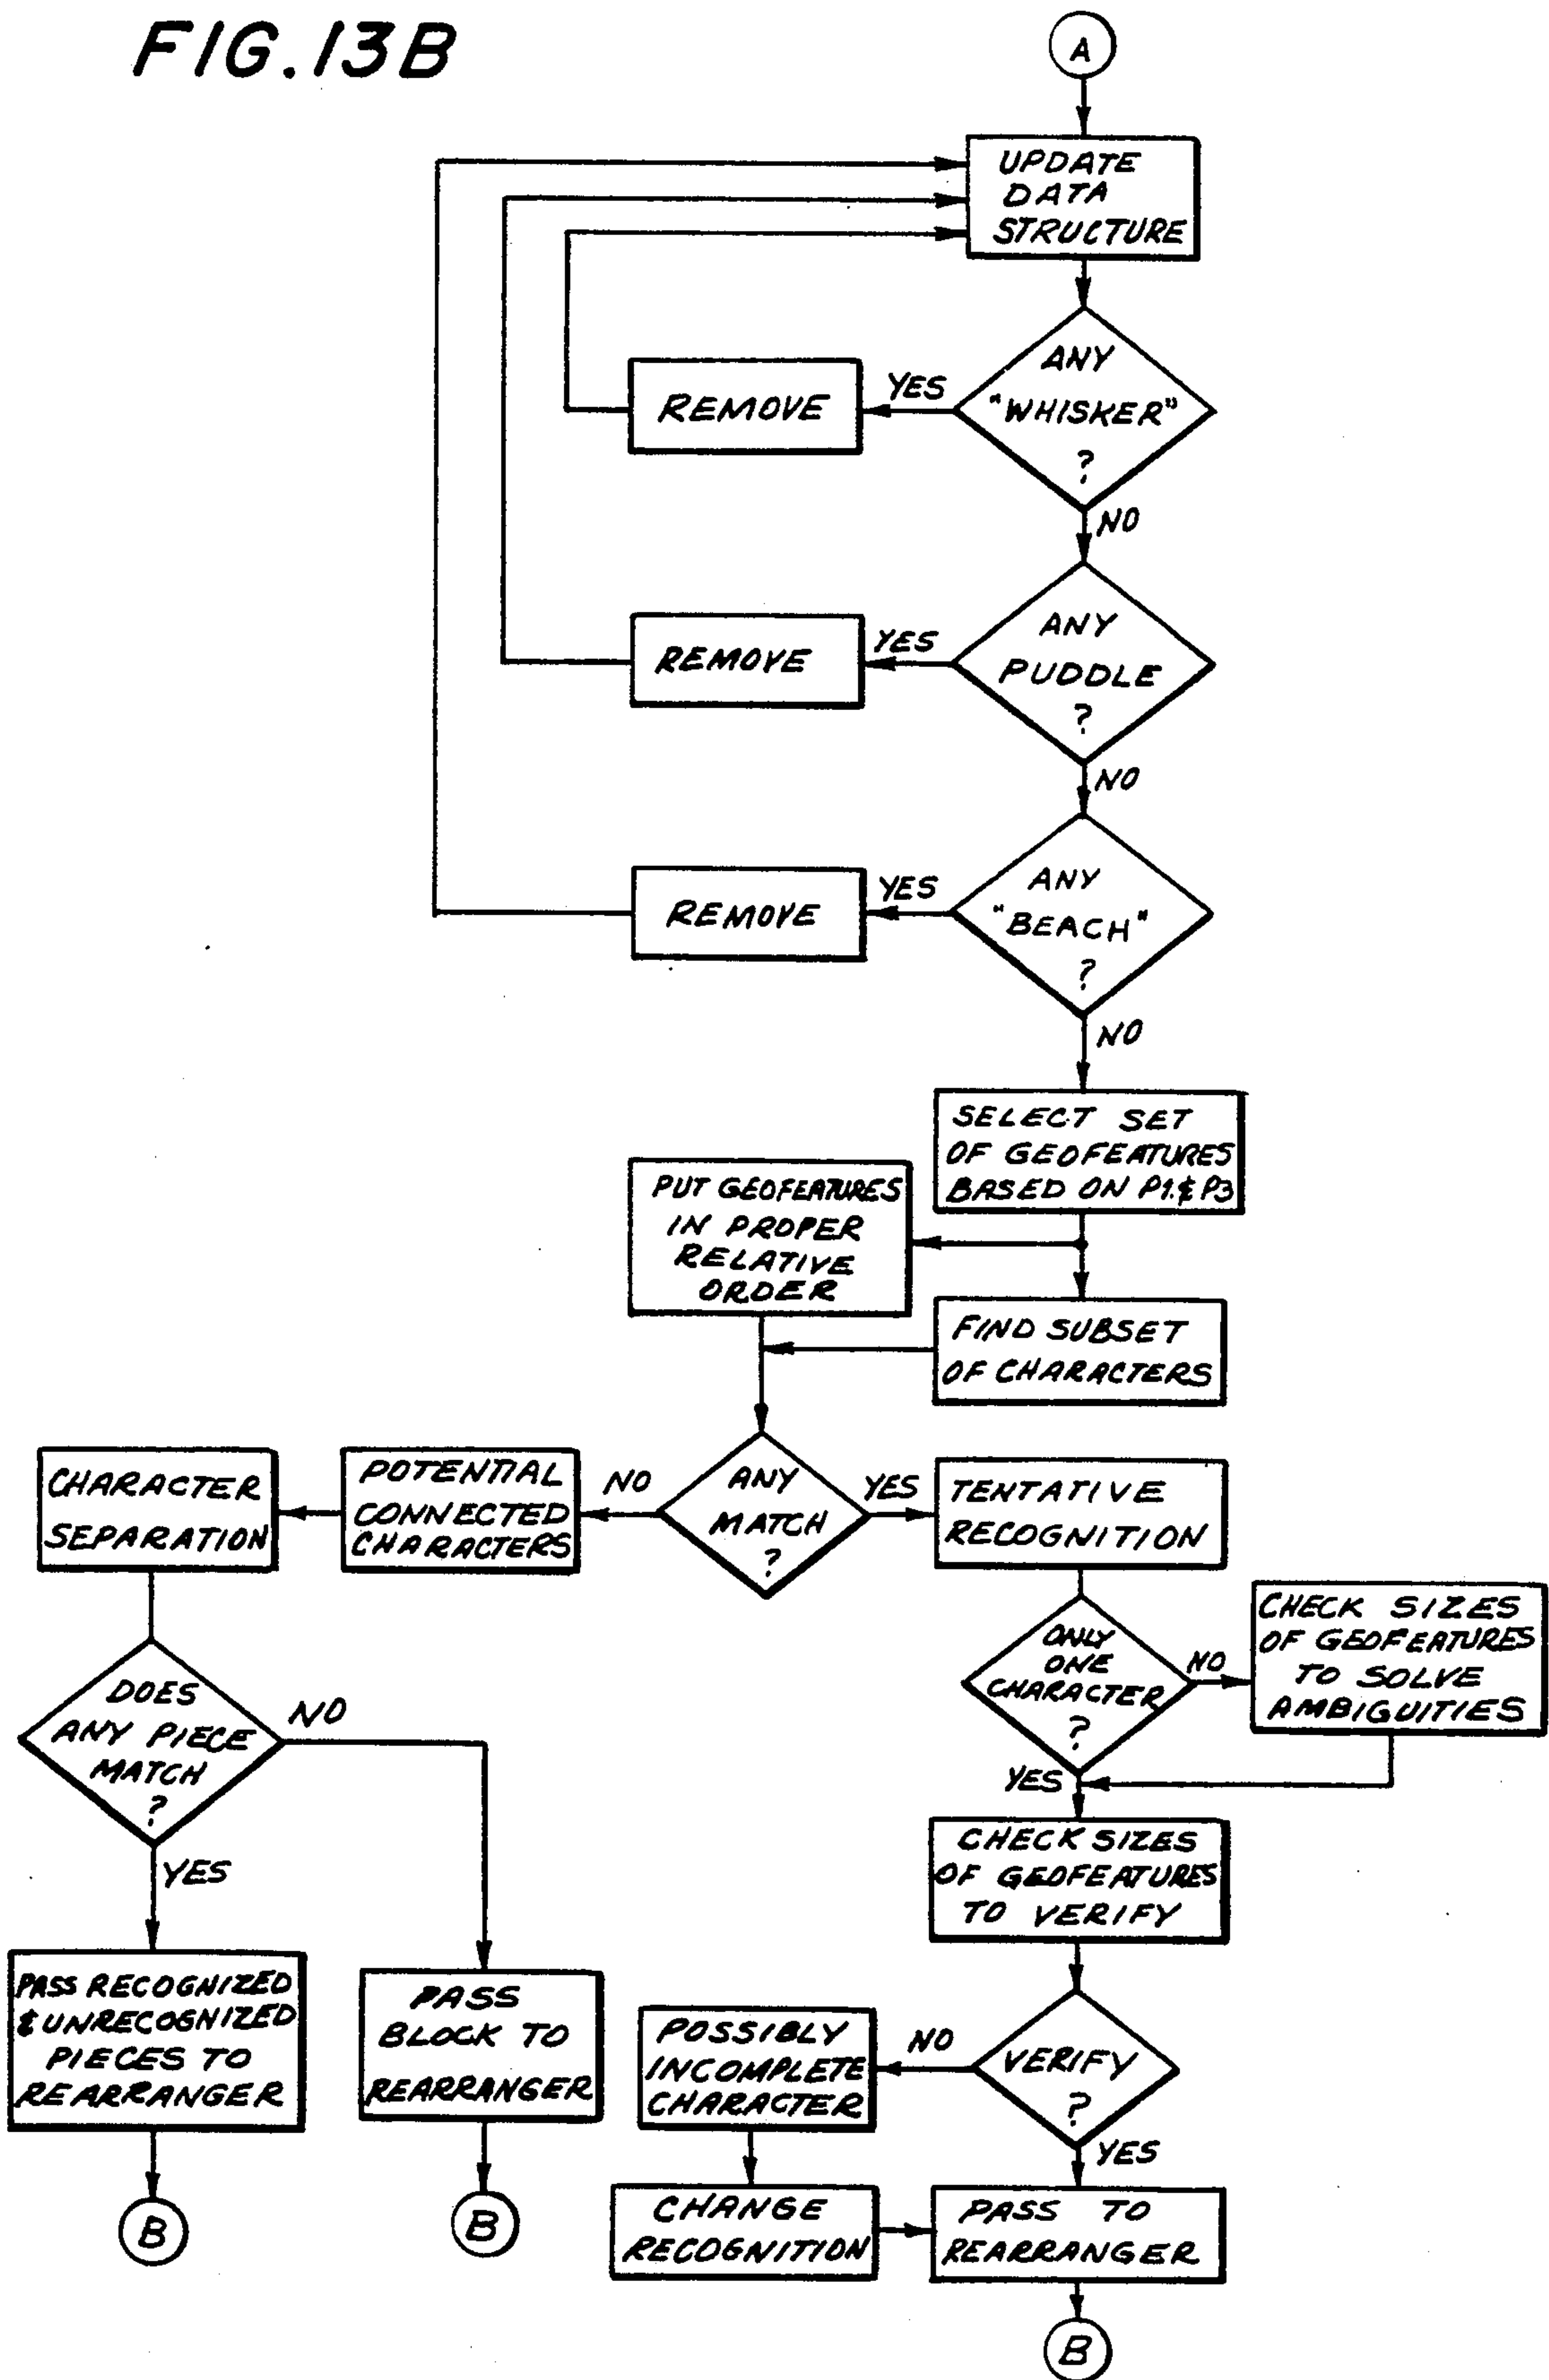 FIG.13B
A
UPDATE
DATA
STRUCTURE
ANY
"WHISKER"
?
YES
REMOVE
NO
ANY
PUDDLE
?
YES
REMOVE
NO
ANY
"BEACH"
?
YES
REMOVE
NO
SELECT SET
OF GEOFEATURES
BASED ON P1.& P3
PUT GEOFEATURES
IN PROPER
RELATIVE
ORDER
FIND SUBSET
OF CHARACTERS
ANY
MATCH
?
NO
POTENTIAL
CONNECTED
CHARACTERS
CHARACTER
SEPARATION
YES
TENTATIVE
RECOGNITION
ONLY
ONE
CHARACTER
?
NO
CHECK SIZES
OF GEOFEATURES
TO SOLVE
AMBIGUITIES
YES
DOES
ANY PIECE
MATCH
?
NO
YES
CHECK SIZES
OF GEOFEATURES
TO VERIFY
PASS RECOGNIZED
& UNRECOGNIZED
PIECES TO
REARRANGER
PASS
BLOCK TO
REARRANGER
VERIFY
?
NO
POSSIBLY
INCOMPLETE
CHARACTER
YES
CHANGE
RECOGNITION
PASS TO
REARRANGER
B
B
B